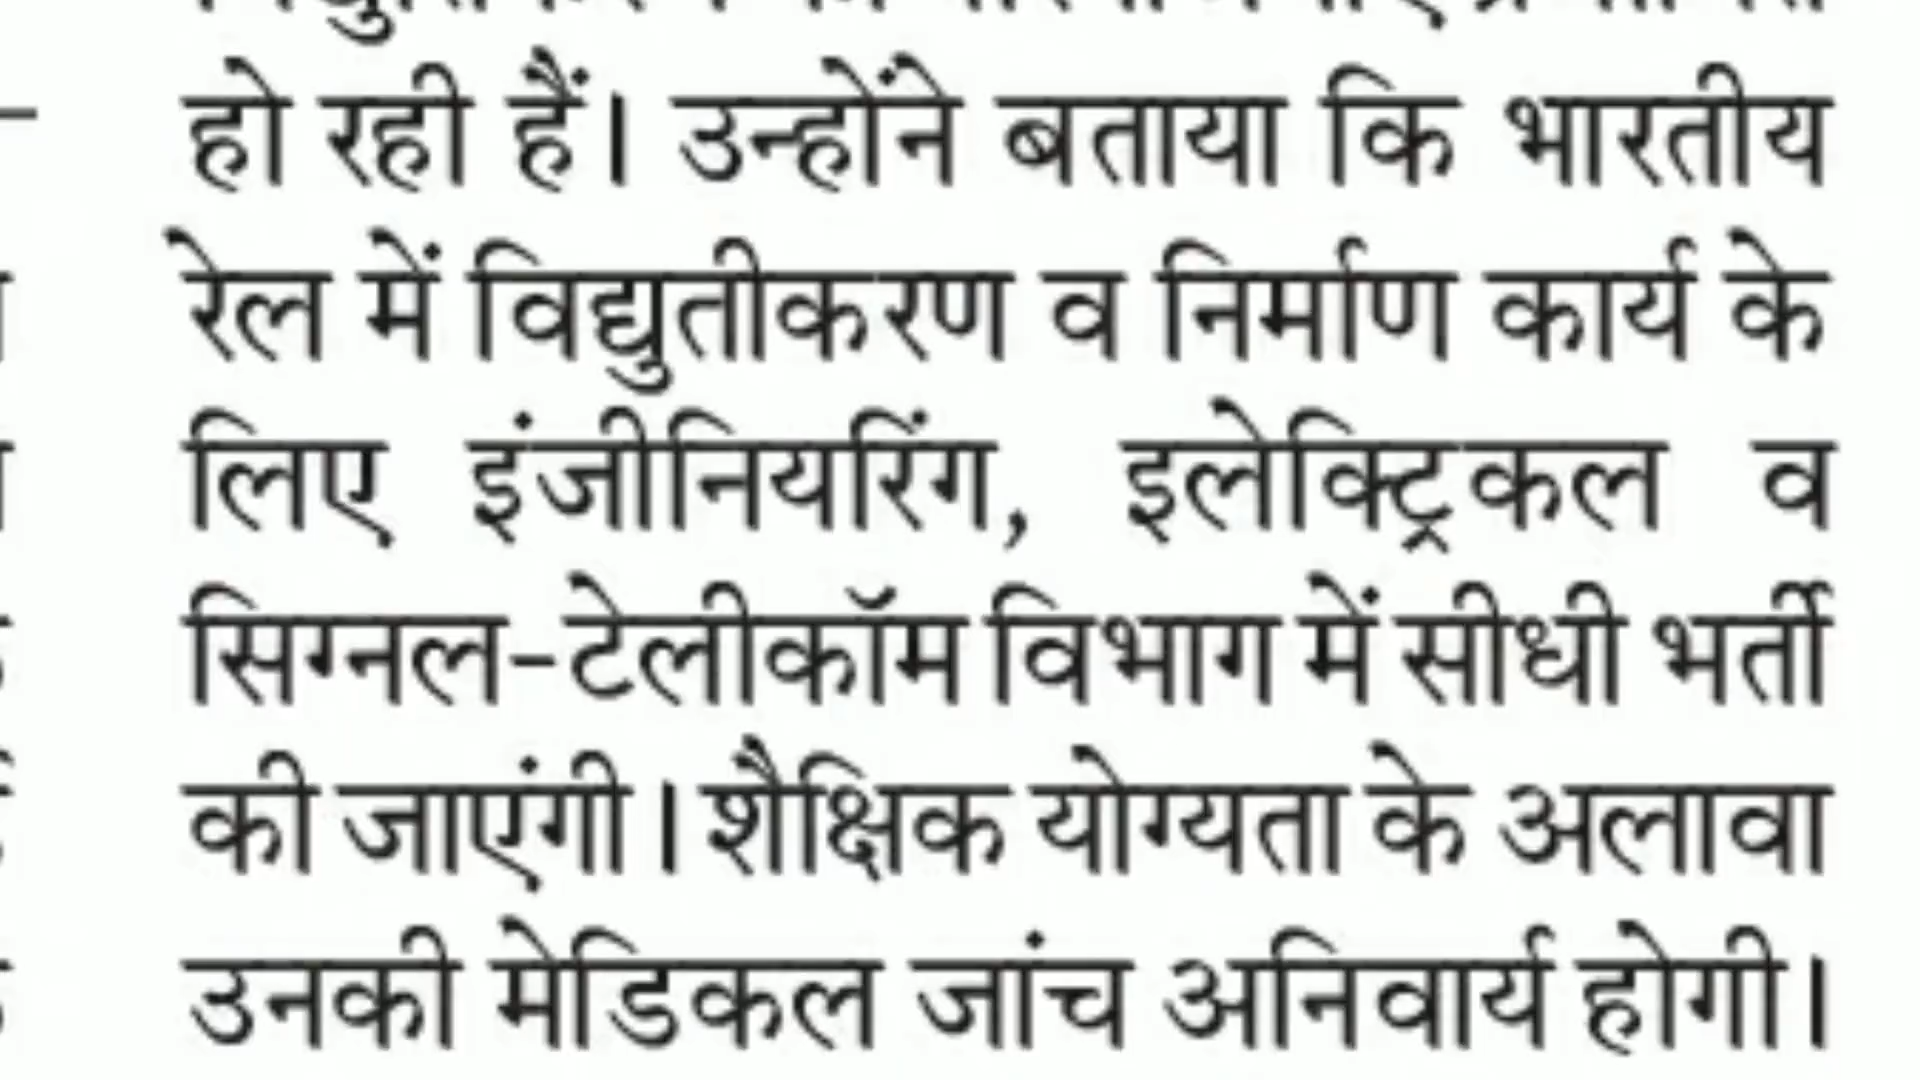 हो रही हैं। उन्होंने बताया कि भारतीय
रेल में विद्युतीकरण व निर्माण कार्य के
लिए इंजीनियरिंग, इलेक्ट्रिकल व
सिग्नल-टेलीकॉम विभाग में सीधी भर्ती
की जाएंगी। शैक्षिक योग्यता के अलावा
उनकी मेडिकल जांच अनिवार्य होगी।